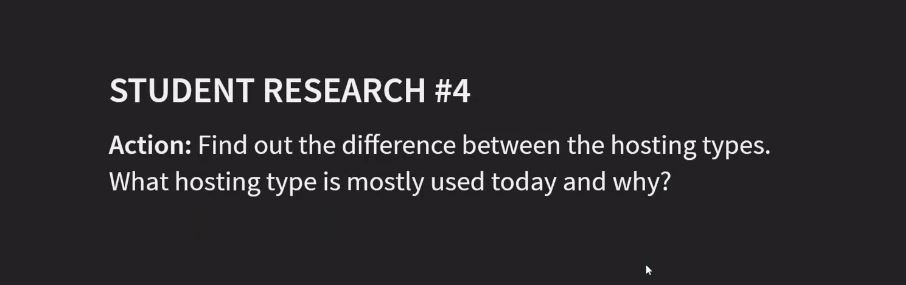 STUDENT RESEARCH #4
Action: Find out the difference between the hosting types.
What hosting type is mostly used today and why?